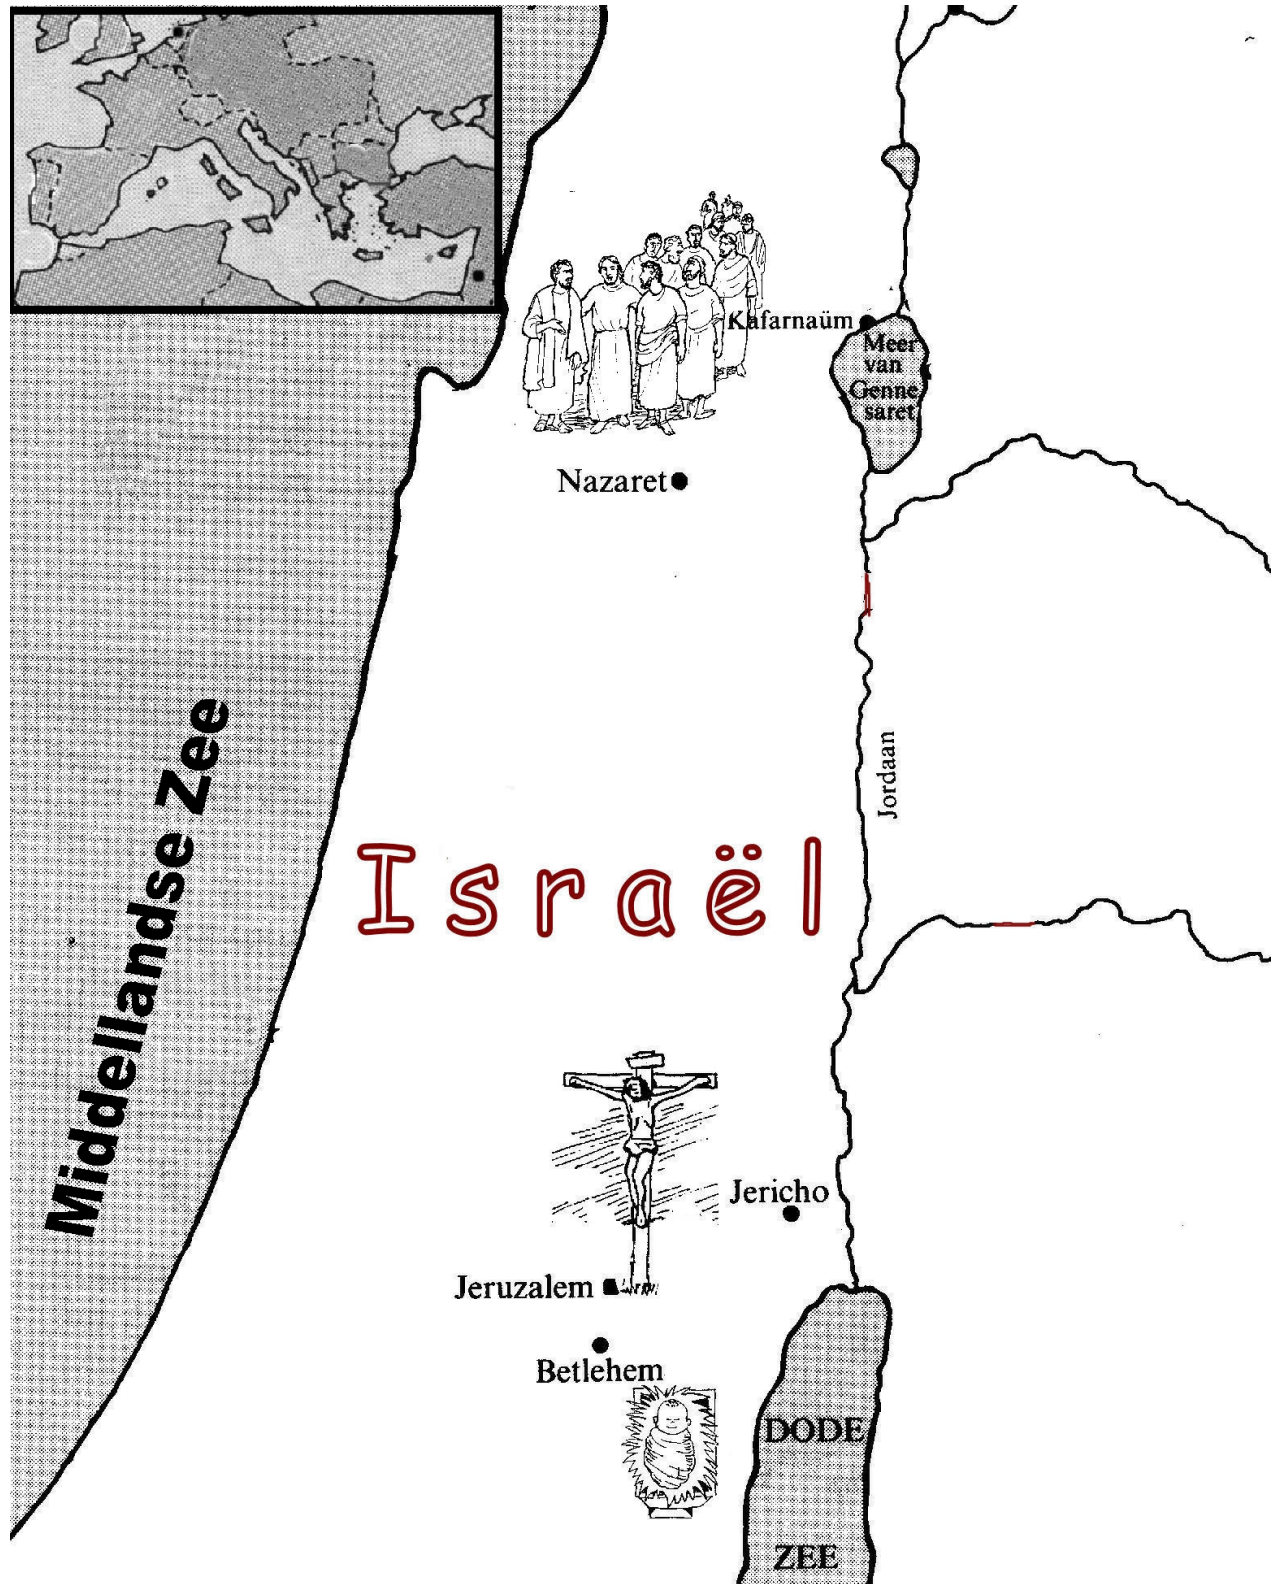 Kafarnaüm
Meer
van
Genne
saret
Nazaret
Jordaan
Middellandse Zee
Israël
Jericho
Jeruzalem
Betlehem
DODE
ZEE